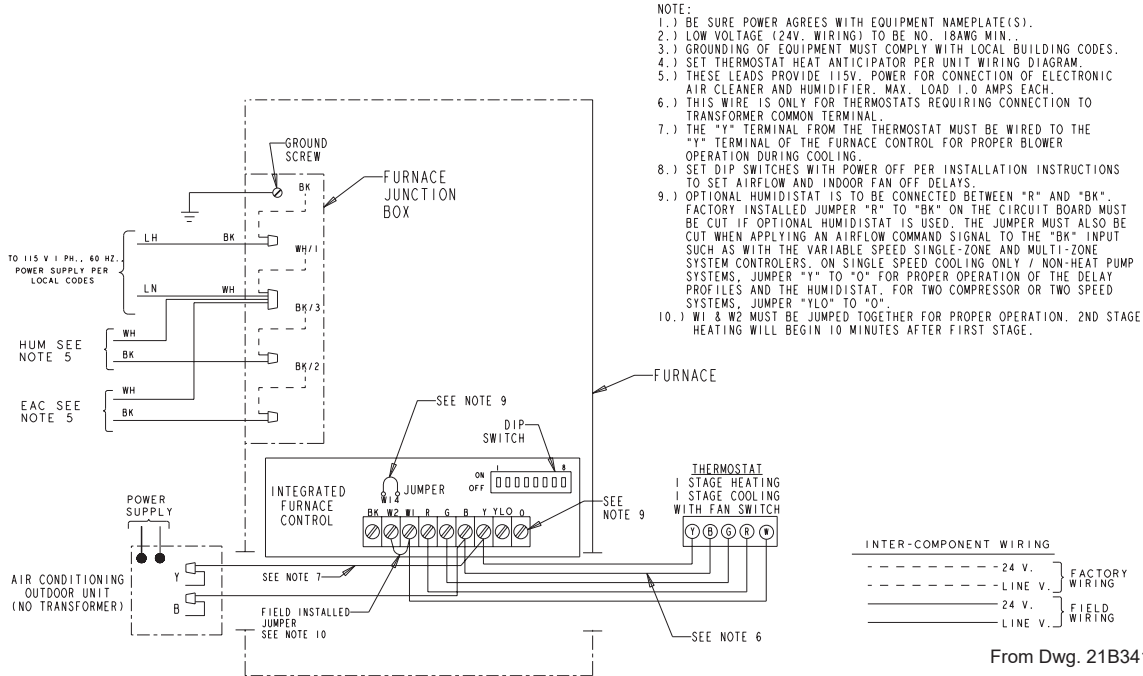 NOTE:
1.) BE SURE POWER AGREES WITH EQUIPMENT NAMEPLATE(S).
2.) LOW VOLTAGE (24V. WIRING) TO BE NO. 18AWG MIN..
3.) GROUNDING OF EQUIPMENT MUST COMPLY WITH LOCAL BUILDING CODES.
4.) SET THERMOSTAT HEAT ANTICIPATOR PER UNIT WIRING DIAGRAM.
5.) THESE LEADS PROVIDE 115V. POWER FOR CONNECTION OF ELECTRONIC
AIR CLEANER AND HUMIDIFIER. MAX. LOAD 1.0 AMPS EACH.
6.) THIS WIRE IS ONLY FOR THERMOSTATS REQUIRING CONNECTION TO
TRANSFORMER COMMON TERMINAL.
7.) THE "Y" TERMINAL FROM THE THERMOSTAT MUST BE WIRED TO THE
"Y" TERMINAL OF THE FURNACE CONTROL FOR PROPER BLOWER
OPERATION DURING COOLING.
8.) SET DIP SWITCHES WITH POWER OFF PER INSTALLATION INSTRUCTIONS
TO SET AIRFLOW AND INDOOR FAN OFF DELAYS.
9.) OPTIONAL HUMIDISTAT IS TO BE CONNECTED BETWEEN "R" AND "BK".
FACTORY INSTALLED JUMPER "R" TO "BK" ON THE CIRCUIT BOARD MUST
BE CUT IF OPTIONAL HUMIDISTAT IS USED. THE JUMPER MUST ALSO BE
CUT WHEN APPLYING AN AIRFLOW COMMAND SIGNAL TO THE "BK" INPUT
SUCH AS WITH THE VARIABLE SPEED SINGLE-ZONE AND MULTI-ZONE
SYSTEM CONTROLERS. ON SINGLE SPEED COOLING ONLY / NON-HEAT PUMP
SYSTEMS, JUMPER "Y" TO "O" FOR PROPER OPERATION OF THE DELAY
PROFILES AND THE HUMIDISTAT. FOR TWO COMPRESSOR OR TWO SPEED
SYSTEMS, JUMPER "YLO" TO "O".
10.) W1 & W2 MUST BE JUMPED TOGETHER FOR PROPER OPERATION. 2ND STAGE
HEATING WILL BEGIN 10 MINUTES AFTER FIRST STAGE.
GROUND
SCREW
BK
FURNACE
JUNCTION
BOX
LH
BK
WH/1
TO 115 V 1 PH., 60 HZ.
POWER SUPPLY PER
LOCAL CODES
LN
WH
BK/3
WH
HUM SEE
NOTE 5
BK
BK/2
WH
EAC SEE
NOTE 5
BK
FURNACE
SEE NOTE 9
DIP
SWITCH
INTEGRATED
FURNACE
CONTROL
JUMPER
W14
ON
OFF
1
8
BK W2 W1 R G B Y YLO O
SEE
NOTE 9
THERMOSTAT
1 STAGE HEATING
1 STAGE COOLING
WITH FAN SWITCH
Y B G R W
POWER
SUPPLY
AIR CONDITIONING
OUTDOOR UNIT
(NO TRANSFORMER)
Y
B
SEE NOTE 7
FIELD INSTALLED
JUMPER
SEE NOTE 10
SEE NOTE 6
INTER-COMPONENT WIRING
24 V.
LINE V.
FACTORY
WIRING
24 V.
LINE V.
FIELD
WIRING
From Dwg. 21B34